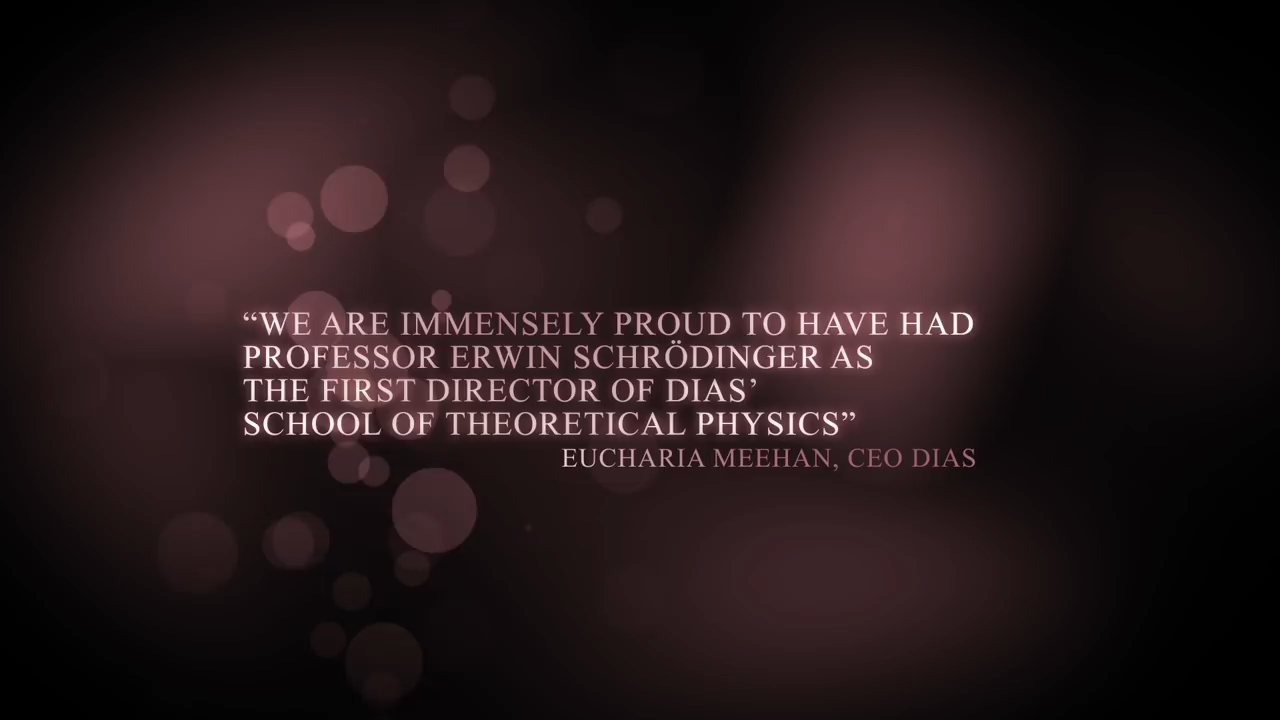 “WE ARE IMMENSELY PROUD TO HAVE HAD
PROFESSOR ERWIN SCHRÖDINGER AS
THE FIRST DIRECTOR OF DIAS’
SCHOOL OF THEORETICAL PHYSICS”
EUCHARIA MEEHAN, CEO DIAS